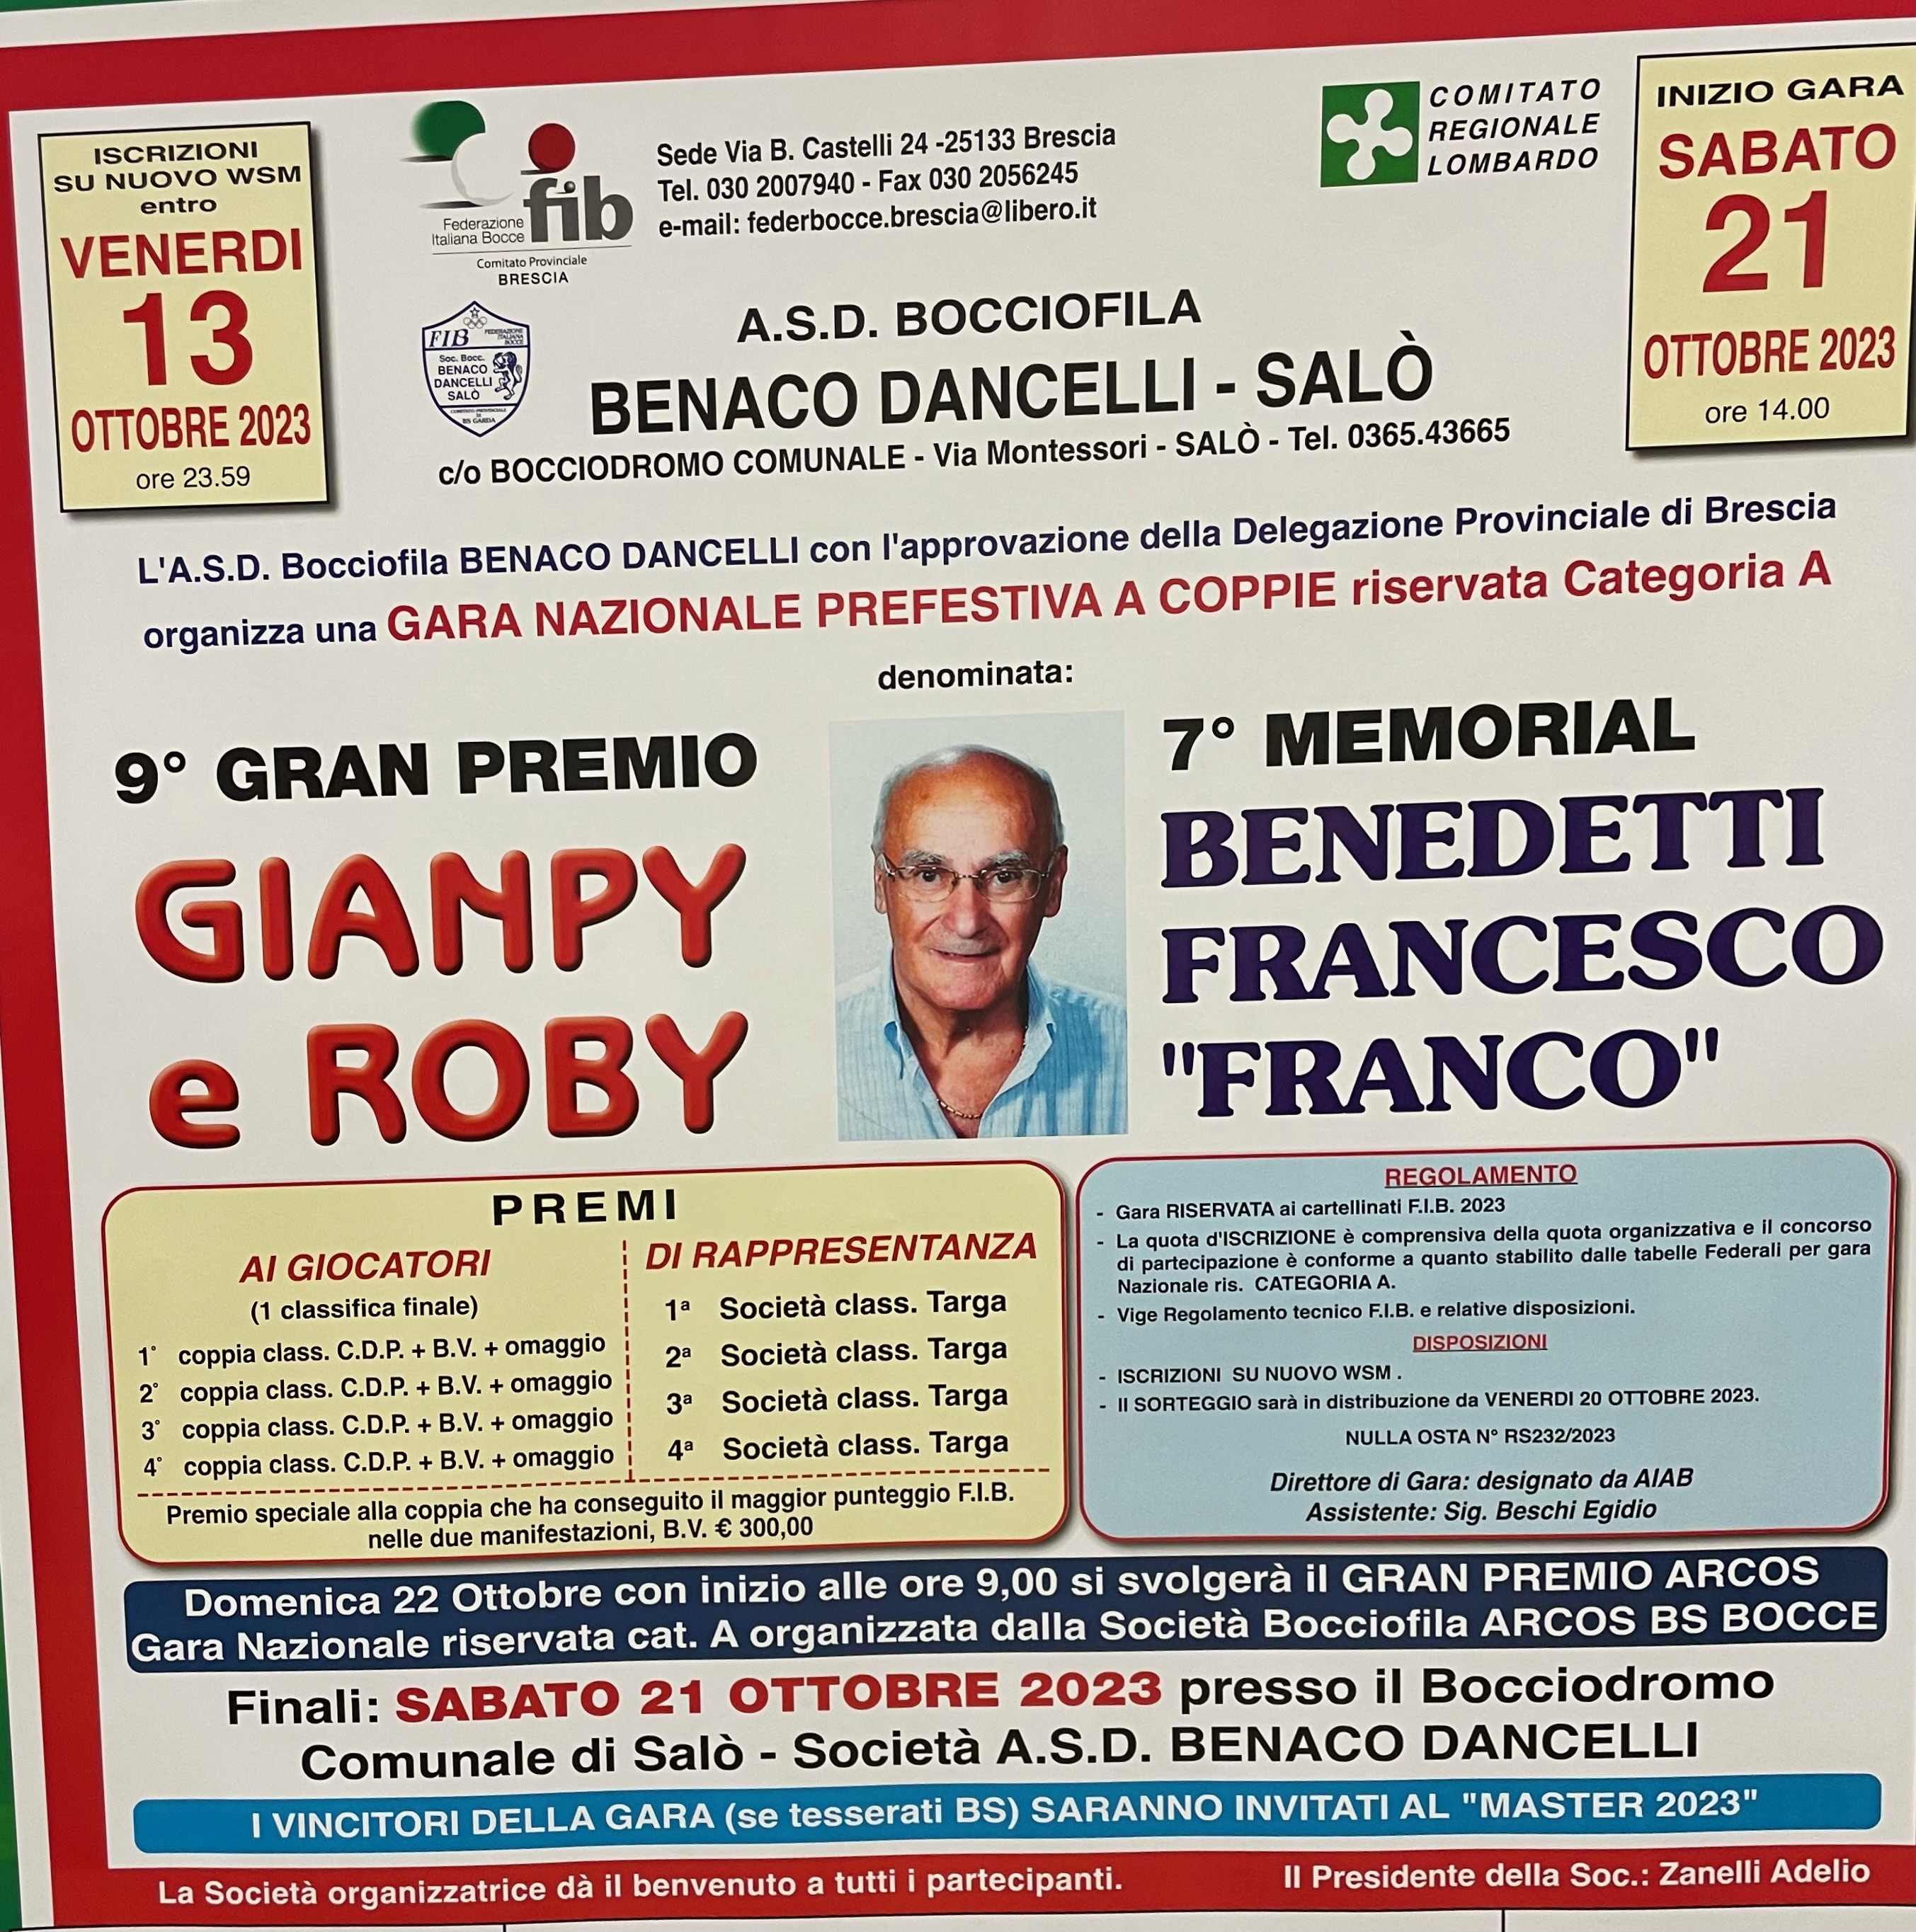 ISCRIZIONI
SU NUOVO WSM
entro
VENERDI
13
OTTOBRE 2023
ore 23.59
fib
Federazione
Italiana Bocce
Comitato Provinciale
BRESCIA
Sede Via B. Castelli 24 -25133 Brescia
Tel. 030 2007940 - Fax 030 2056245
e-mail: federbocce.brescia@libero.it
COMITATO
REGIONALE
LOMBARDO
INIZIO GARA
SABATO
21
OTTOBRE 2023
ore 14.00
FIB
FEDERAZIONE
ITALIANA
BOCCE
Soc. Bocc.
BENACO
DANCELLI
SALÒ
COMITATO PROVINCIALE
DI
BS GARDA
A.S.D. BOCCIOFILA
BENACO DANCELLI - SALÒ
c/o BOCCIODROMO COMUNALE - Via Montessori - SALÒ - Tel. 0365.43665
L'A.S.D. Bocciofila BENACO DANCELLI con l'approvazione della Delegazione Provinciale di Brescia
organizza una GARA NAZIONALE PREFESTIVA A COPPIE riservata Categoria A
denominata:
9° GRAN PREMIO
GIANPY
e ROBY
7° MEMORIAL
BENEDETTI
FRANCESCO
"FRANCO"
PREMI
AI GIOCATORI
(1 classifica finale)
1° coppia class. C.D.P. + B.V. + omaggio
2° coppia class. C.D.P. + B.V. + omaggio
3° coppia class. C.D.P. + B.V. + omaggio
4° coppia class. C.D.P. + B.V. + omaggio
DI RAPPRESENTANZA
1ª Società class. Targa
2ª Società class. Targa
3ª Società class. Targa
4ª Società class. Targa
Premio speciale alla coppia che ha conseguito il maggior punteggio F.I.B.
nelle due manifestazioni, B.V. € 300,00
REGOLAMENTO
- Gara RISERVATA ai cartellinati F.I.B. 2023
- La quota d'ISCRIZIONE è comprensiva della quota organizzativa e il concorso
di partecipazione è conforme a quanto stabilito dalle tabelle Federali per gara
Nazionale ris. CATEGORIA A.
- Vige Regolamento tecnico F.I.B. e relative disposizioni.
DISPOSIZIONI
- ISCRIZIONI SU NUOVO WSM .
- Il SORTEGGIO sarà in distribuzione da VENERDI 20 OTTOBRE 2023.
NULLA OSTA N° RS232/2023
Direttore di Gara: designato da AIAB
Assistente: Sig. Beschi Egidio
Domenica 22 Ottobre con inizio alle ore 9,00 si svolgerà il GRAN PREMIO ARCOS
Gara Nazionale riservata cat. A organizzata dalla Società Bocciofila ARCOS BS BOCCE
Finali: SABATO 21 OTTOBRE 2023 presso il Bocciodromo
Comunale di Salò - Società A.S.D. BENACO DANCELLI
I VINCITORI DELLA GARA (se tesserati BS) SARANNO INVITATI AL "MASTER 2023"
La Società organizzatrice dà il benvenuto a tutti i partecipanti.
Il Presidente della Soc.: Zanelli Adelio